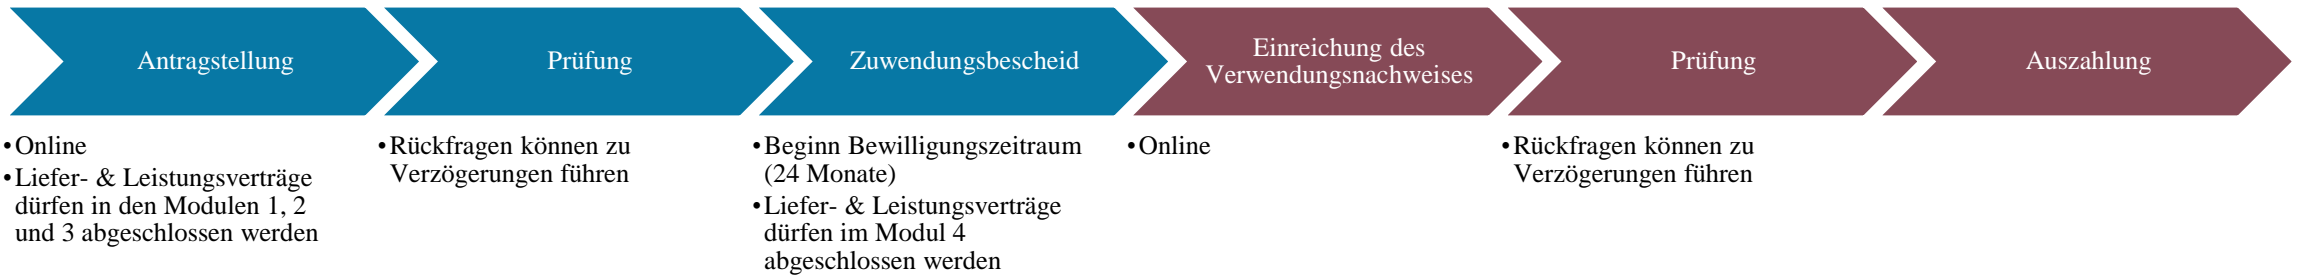 Antragstellung
Prüfung
Zuwendungsbescheid
Einreichung des
Verwendungsnachweises
Prüfung
Auszahlung
•Online
•Liefer- & Leistungsverträge
dürfen in den Modulen 1, 2
und 3 abgeschlossen werden
•Rückfragen können zu
Verzögerungen führen
•Beginn Bewilligungszeitraum
(24 Monate)
•Liefer- & Leistungsverträge
dürfen im Modul 4
abgeschlossen werden
•Online
•Rückfragen können zu
Verzögerungen führen